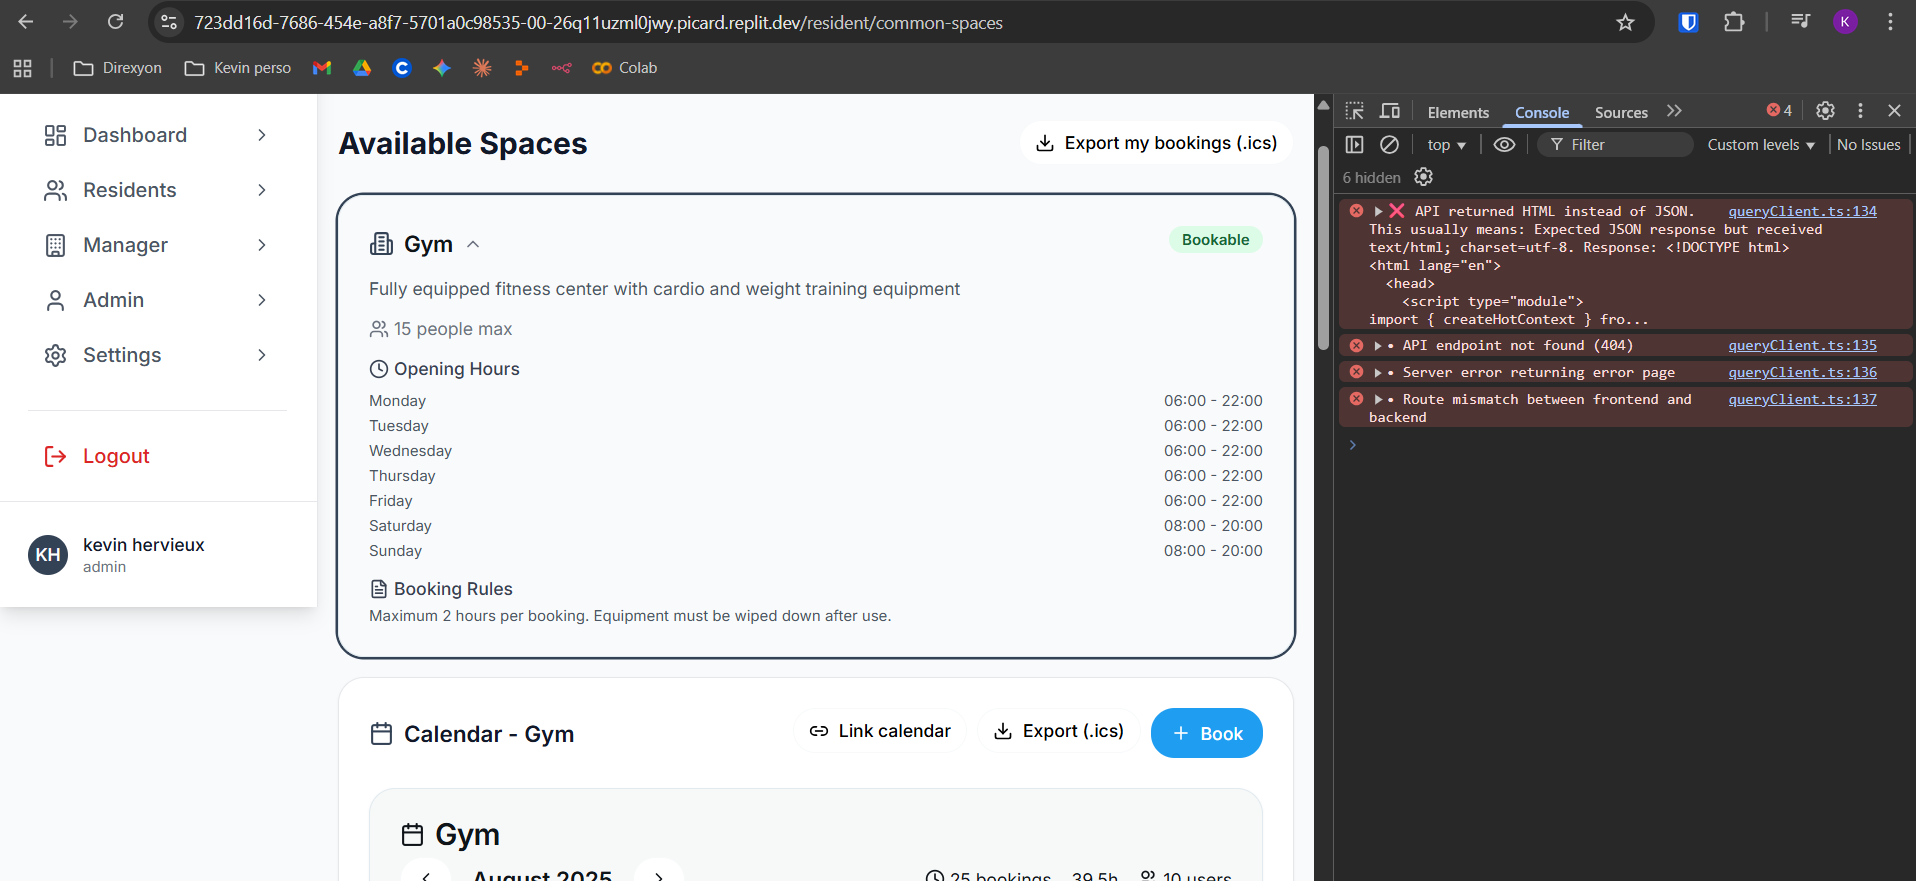 723dd16d-7686-454e-a8f7-5701a0c98535-00-26q11uzml0jwy.picard.replit.dev/resident/common-spaces
K
Direxyon
Kevin perso
Colab
Dashboard
Residents
Manager
Admin
Settings
Logout
KH
kevin hervieux
admin
Available Spaces
Export my bookings (.ics)
Gym
Bookable
Fully equipped fitness center with cardio and weight training equipment
15 people max
Opening Hours
Monday 06:00 - 22:00
Tuesday 06:00 - 22:00
Wednesday 06:00 - 22:00
Thursday 06:00 - 22:00
Friday 06:00 - 22:00
Saturday 08:00 - 20:00
Sunday 08:00 - 20:00
Booking Rules
Maximum 2 hours per booking. Equipment must be wiped down after use.
Calendar - Gym
Link calendar
Export (.ics)
+ Book
Gym
August 2025
25 bookings 39.5h 10 users
Elements Console Sources 4
top Filter Custom levels No Issues
6 hidden
❌ API returned HTML instead of JSON. queryClient.ts:134
This usually means: Expected JSON response but received
text/html; charset=utf-8. Response: <!DOCTYPE html>
<html lang="en">
<head>
<script type="module">
import { createHotContext } fro...
• API endpoint not found (404) queryClient.ts:135
• Server error returning error page queryClient.ts:136
• Route mismatch between frontend and queryClient.ts:137
backend